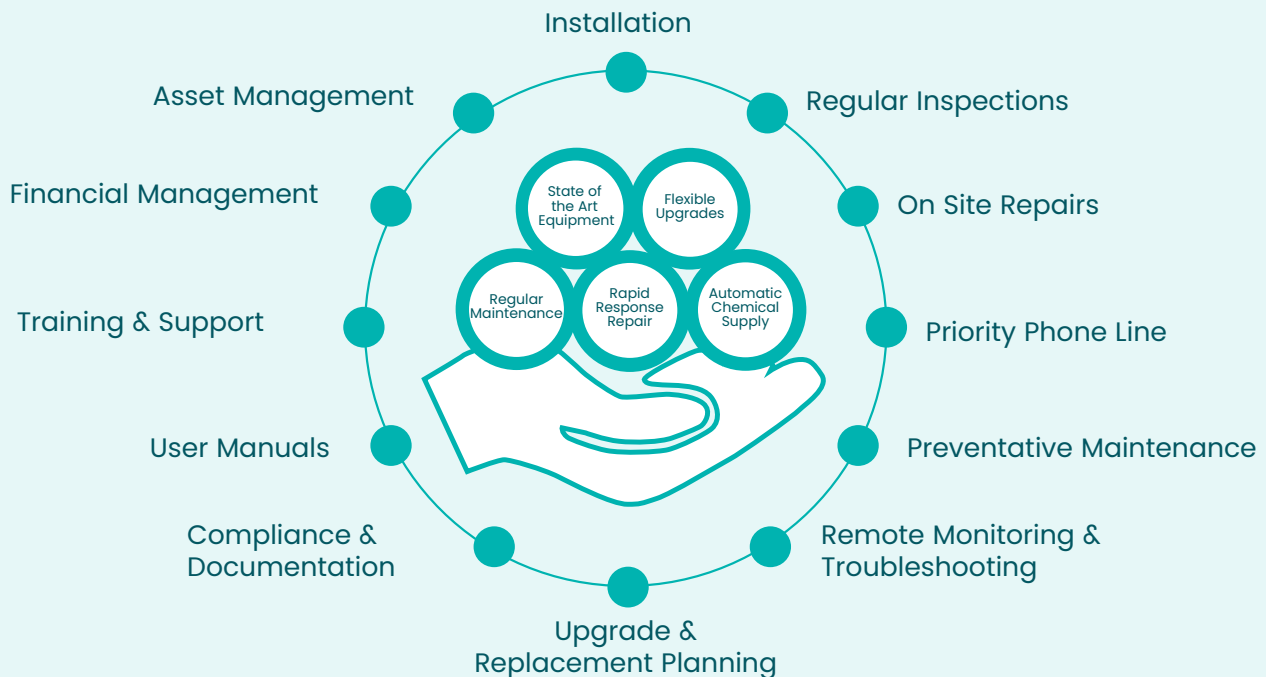 Installation
Regular Inspections
On Site Repairs
Priority Phone Line
Preventative Maintenance
Remote Monitoring &
Troubleshooting
Upgrade &
Replacement Planning
Compliance &
Documentation
User Manuals
Training & Support
Financial Management
Asset Management
State of
the Art
Equipment
Flexible
Upgrades
Regular
Maintenance
Rapid
Response
Repair
Automatic
Chemical
Supply